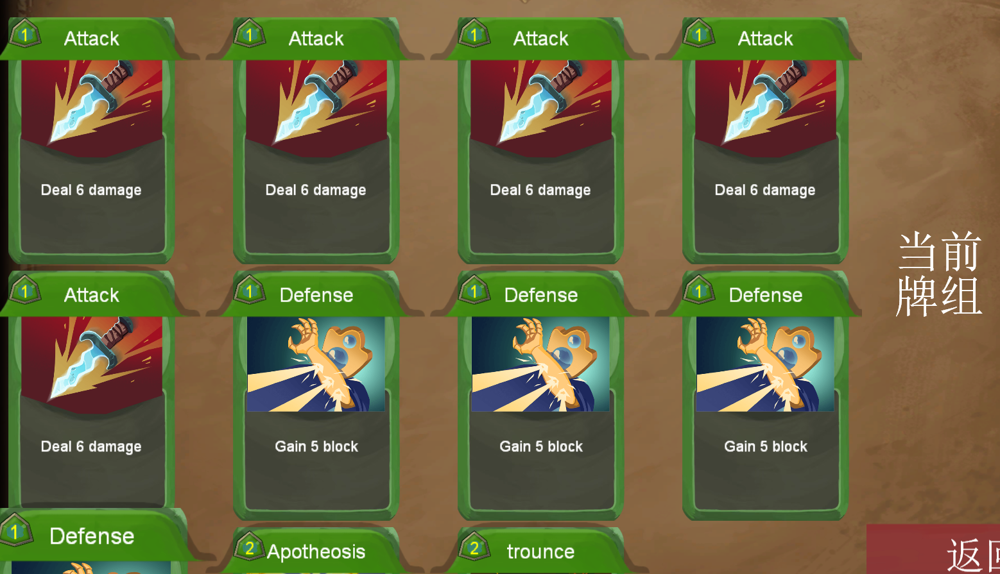 1 Attack
1 Attack
1 Attack
1 Attack
Deal 6 damage
Deal 6 damage
Deal 6 damage
Deal 6 damage
当前
牌组
1 Attack
1 Defense
1 Defense
1 Defense
Deal 6 damage
Gain 5 block
Gain 5 block
Gain 5 block
1 Defense
2 Apotheosis
2 trounce
返回